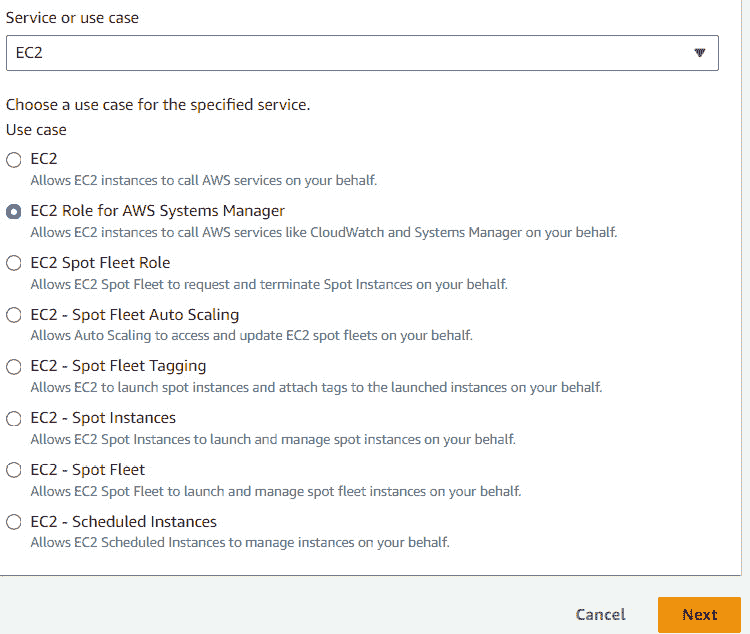 Service or use case
EC2
Choose a use case for the specified service.
Use case
EC2
Allows EC2 instances to call AWS services on your behalf.
EC2 Role for AWS Systems Manager
Allows EC2 instances to call AWS services like CloudWatch and Systems Manager on your behalf.
EC2 Spot Fleet Role
Allows EC2 Spot Fleet to request and terminate Spot Instances on your behalf.
EC2 - Spot Fleet Auto Scaling
Allows Auto Scaling to access and update EC2 spot fleets on your behalf.
EC2 - Spot Fleet Tagging
Allows EC2 to launch spot instances and attach tags to the launched instances on your behalf.
EC2 - Spot Instances
Allows EC2 Spot Instances to launch and manage spot instances on your behalf.
EC2 - Spot Fleet
Allows EC2 Spot Fleet to launch and manage spot fleet instances on your behalf.
EC2 - Scheduled Instances
Allows EC2 Scheduled Instances to manage instances on your behalf.
Cancel Next